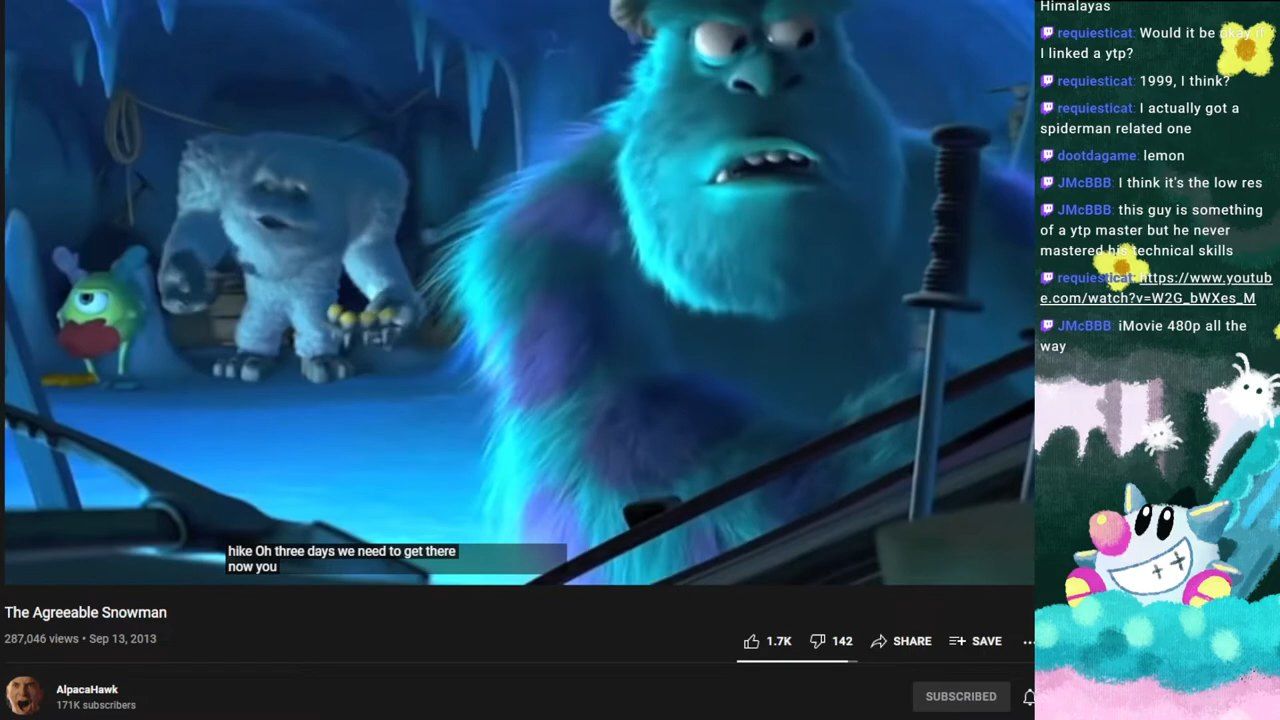 hike Oh three days we need to get there
now you
The Agreeable Snowman
287,046 views • Sep 13, 2013
1.7K
142
SHARE
SAVE
AlpacaHawk
171K subscribers
SUBSCRIBED
Himalayas
requiesticat: Would it be okay if
I linked a ytp?
requiesticat: 1999, I think?
requiesticat: I actually got a
spiderman related one
dootdagame: lemon
JMcBBB: I think it's the low res
JMcBBB: this guy is something
of a ytp master but he never
mastered his technical skills
requiesticat: https://www.youtub
e.com/watch?v=W2G_bWXes_M
JMcBBB: iMovie 480p all the
way